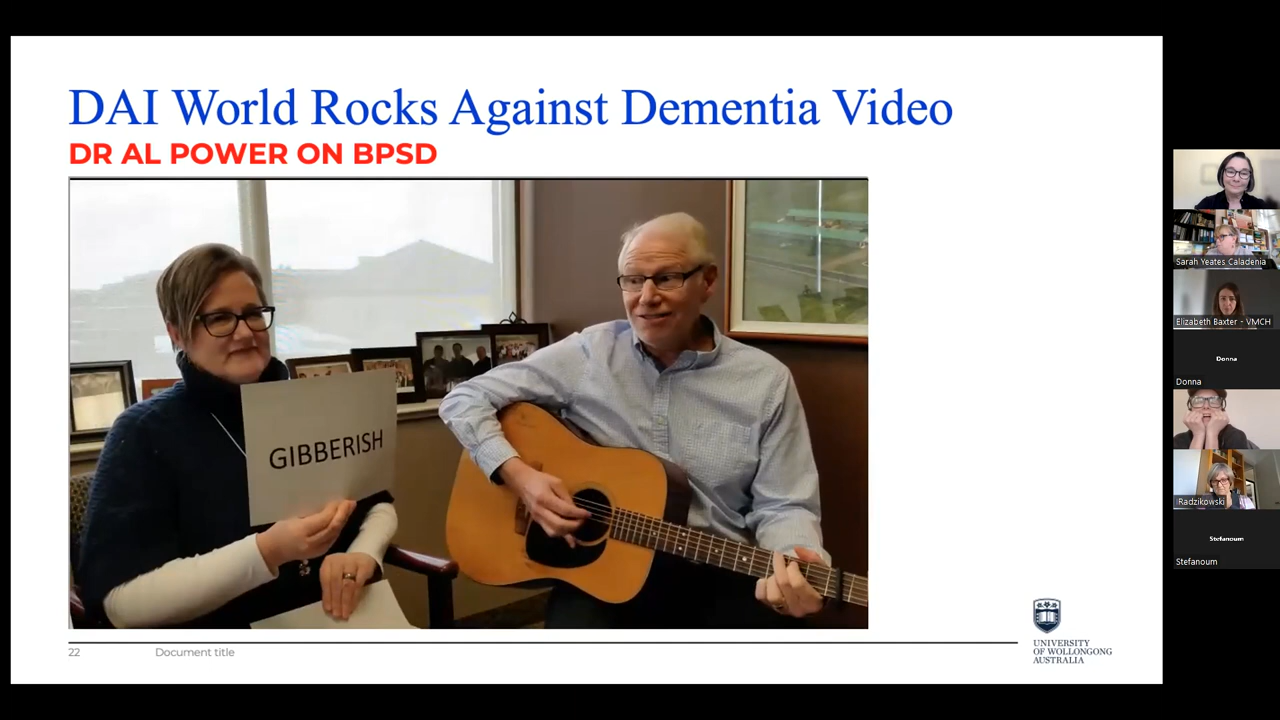 DAI World Rocks Against Dementia Video
DR AL POWER ON BPSD
GIBBERISH
22
Document title
UNIVERSITY
OF WOLLONGONG
AUSTRALIA
Sarah Yeates Caladenia
Elizabeth Baxter - VMCH
Donna
Donna
Radzikowski
Stefanoum
Stefanoum